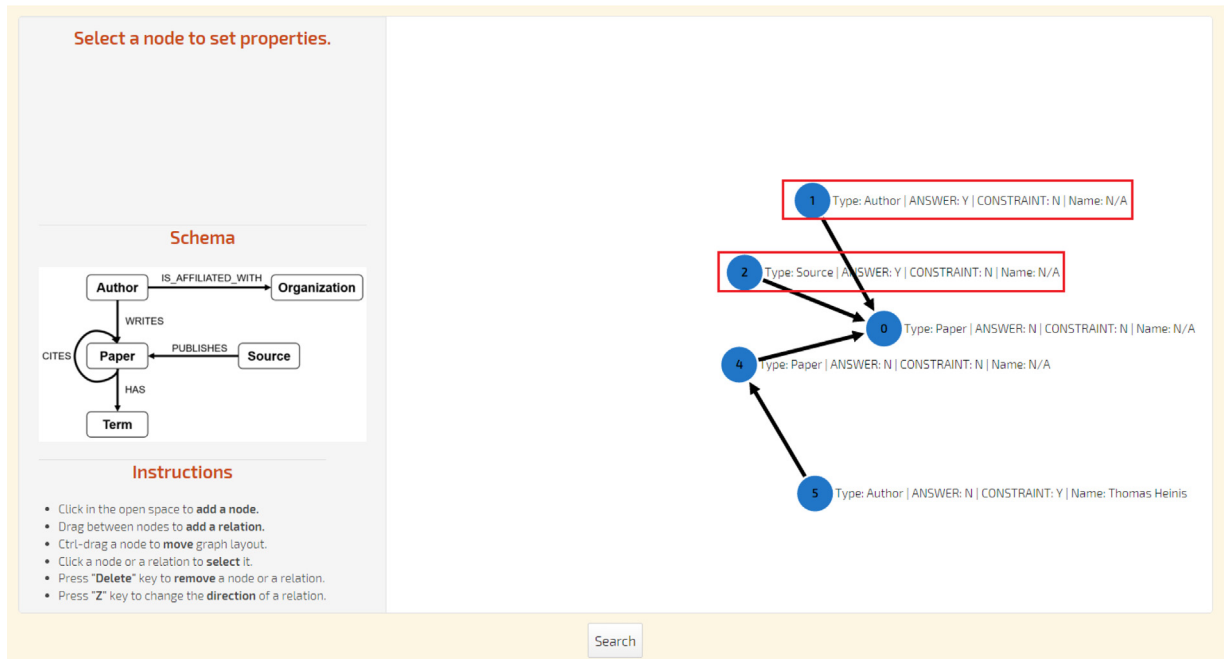 Select a node to set properties.
Schema
Author
IS_AFFILIATED_WITH
Organization
WRITES
CITES
Paper
PUBLISHES
Source
HAS
Term
Instructions
• Click in the open space to add a node.
• Drag between nodes to add a relation.
• Ctrl-drag a node to move graph layout.
• Click a node or a relation to select it.
• Press "Delete" key to remove a node or a relation.
• Press "Z" key to change the direction of a relation.
1 Type: Author | ANSWER: Y | CONSTRAINT: N | Name: N/A
2 Type: Source | ANSWER: Y | CONSTRAINT: N | Name: N/A
0 Type: Paper | ANSWER: N | CONSTRAINT: N | Name: N/A
4 Type: Paper | ANSWER: N | CONSTRAINT: N | Name: N/A
5 Type: Author | ANSWER: N | CONSTRAINT: Y | Name: Thomas Heinis
Search